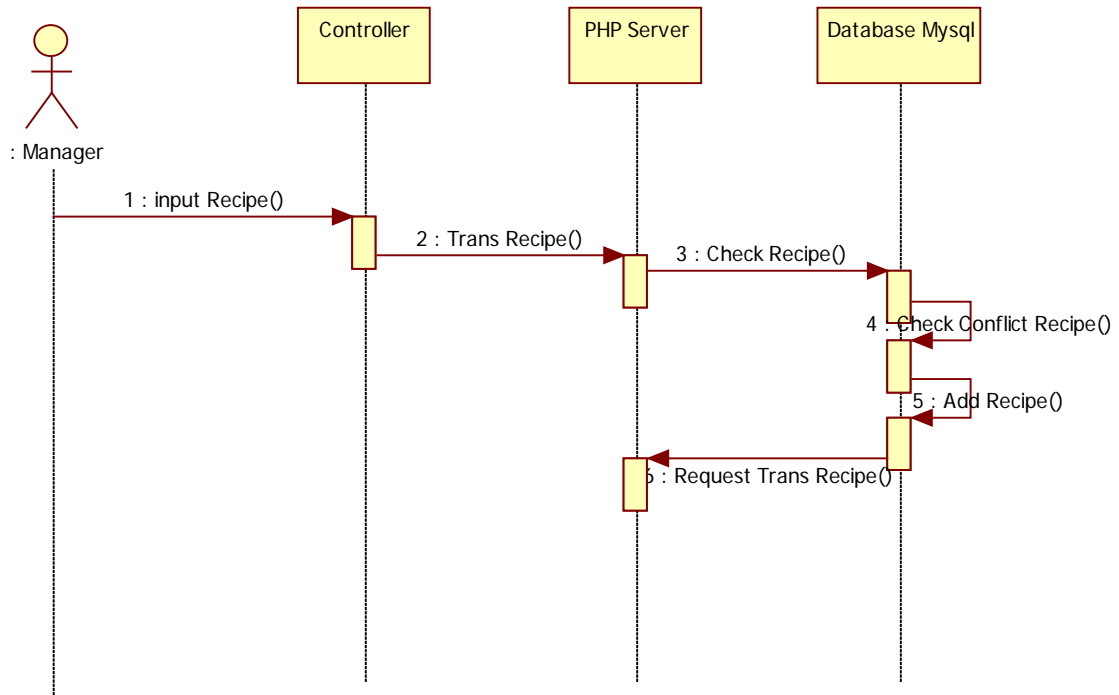 Controller
PHP Server
Database Mysql
: Manager
1 : input Recipe()
2 : Trans Recipe()
3 : Check Recipe()
4 : Check Conflict Recipe()
5 : Add Recipe()
6 : Request Trans Recipe()